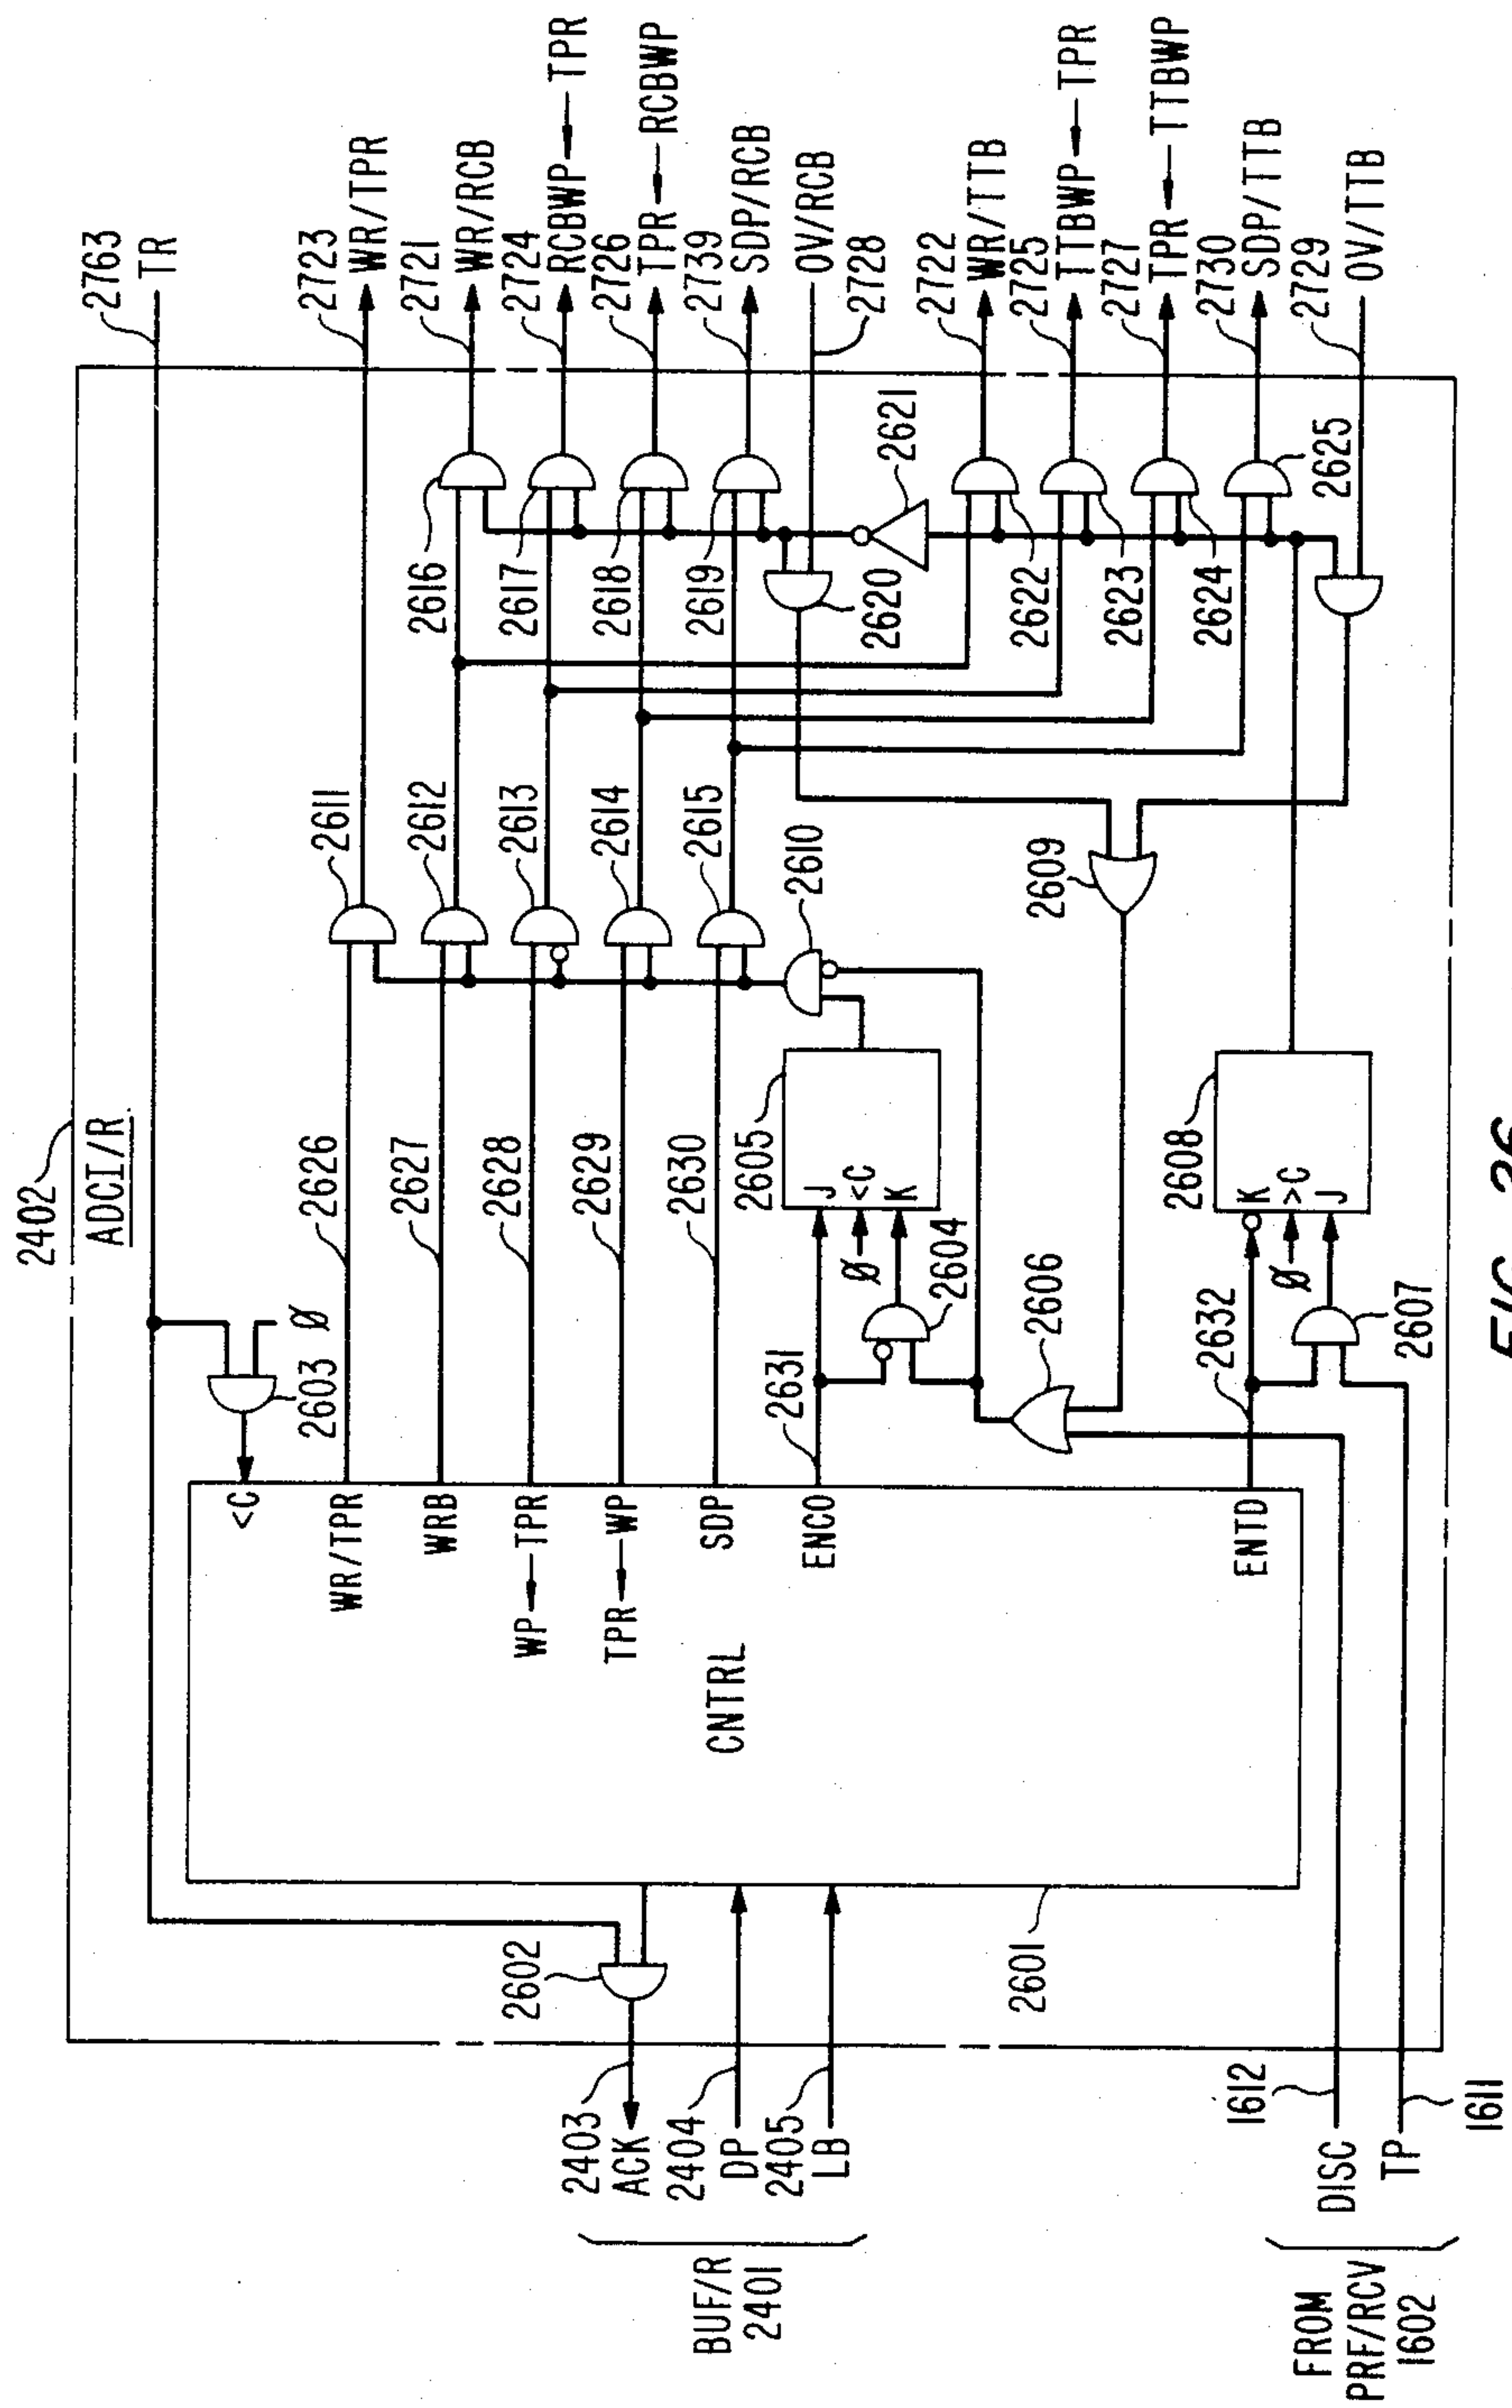 2402
ADCI/R
2763
TR
2603
Ø
<C
2626
2611
2723
WR/TPR
WR/TPR
2627
2612
2616
2721
WR/RCB
WRB
2628
2613
2617
2724
RCBWP←TPR
WP←TPR
2629
2614
2618
2726
TPR←RCBWP
TPR←WP
2630
2615
2619
2739
SDP/RCB
SDP
2610
2620
OV/RCB
2728
2631
ENCO
2605
J
<C
K
Ø
2604
2621
CNTRL
2602
2403
ACK
2404
DP
2405
LB
BUF/R
2401
2601
2606
2609
2622
2722
WR/TTB
2623
2725
TTBWP←TPR
2624
2727
TPR←TTBWP
2625
2730
SDP/TTB
2729
OV/TTB
2632
ENTD
2608
K
>C
J
Ø
2607
1612
DISC
TP
1611
FROM
PRF/RCV
1602
FIG. 26